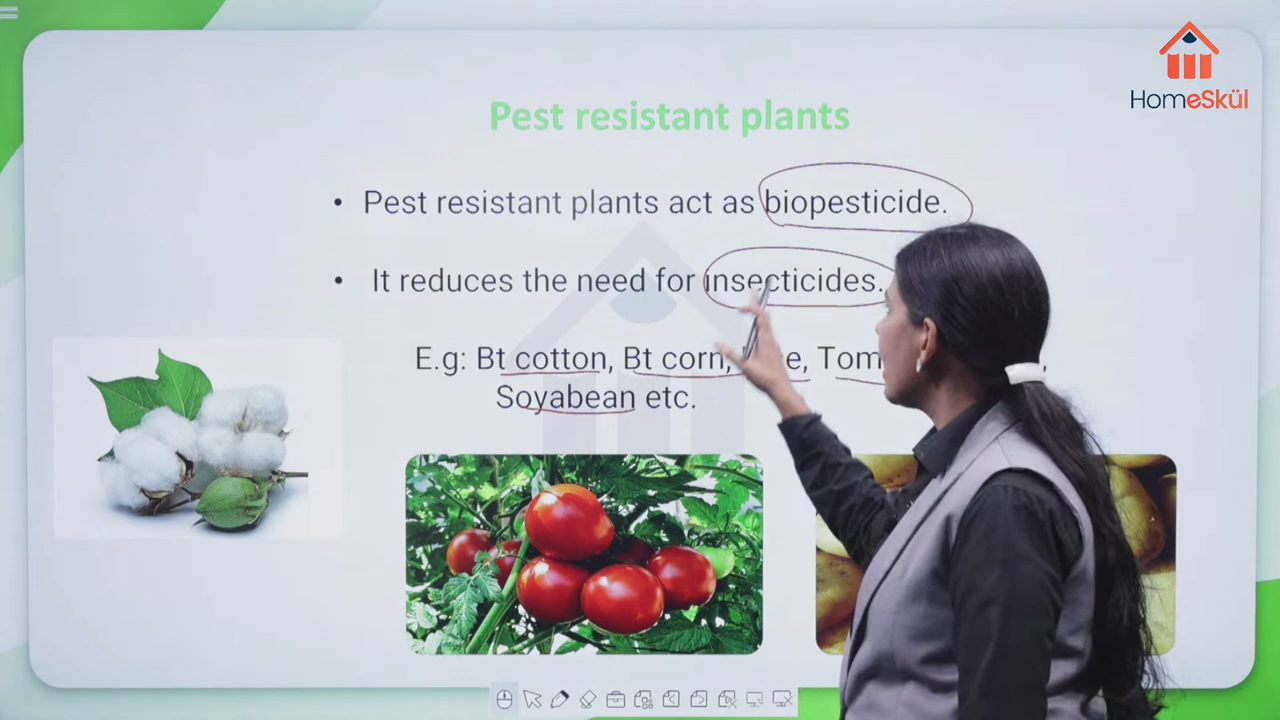 HomeSkül
Pest resistant plants
• Pest resistant plants act as biopesticide.
• It reduces the need for insecticides.
E.g: Bt cotton, Bt corn,
Soyabean etc.